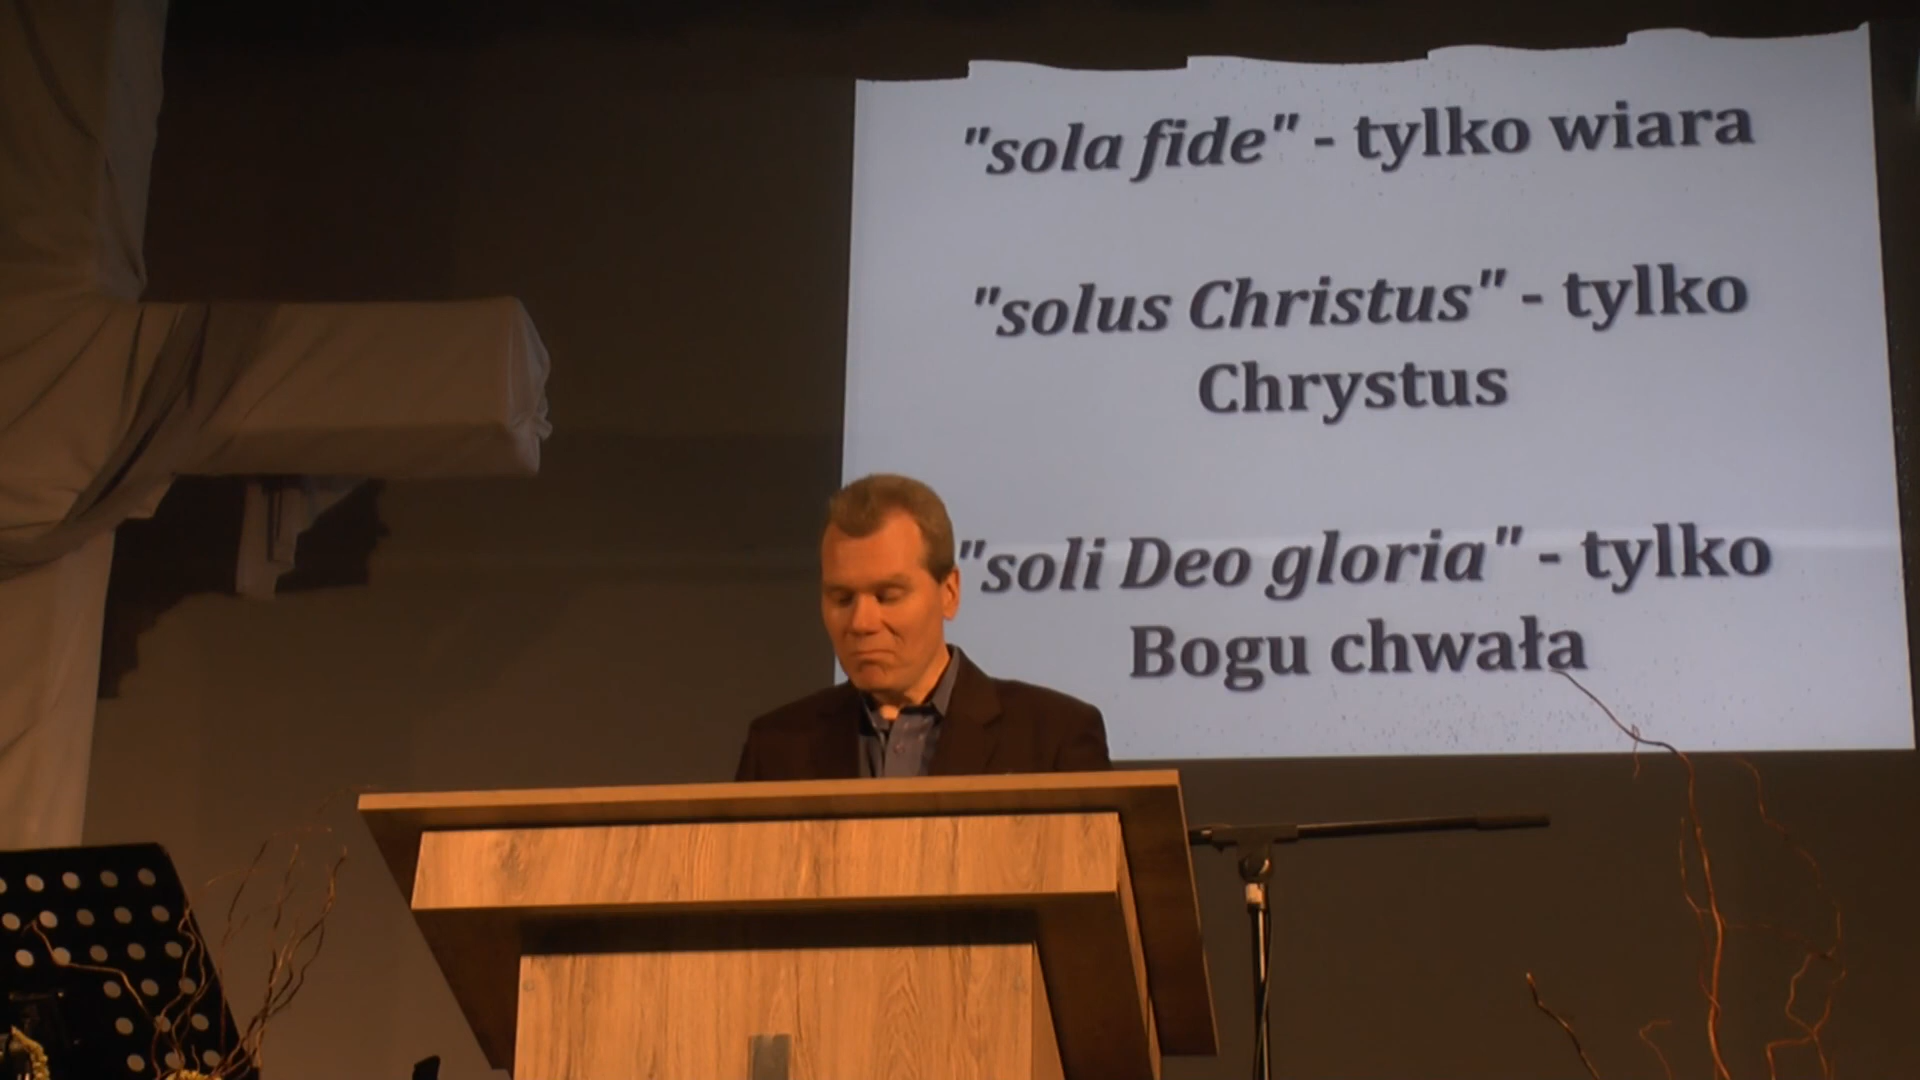 "sola fide" - tylko wiara
"solus Christus" - tylko
Chrystus
"soli Deo gloria" - tylko
Bogu chwała